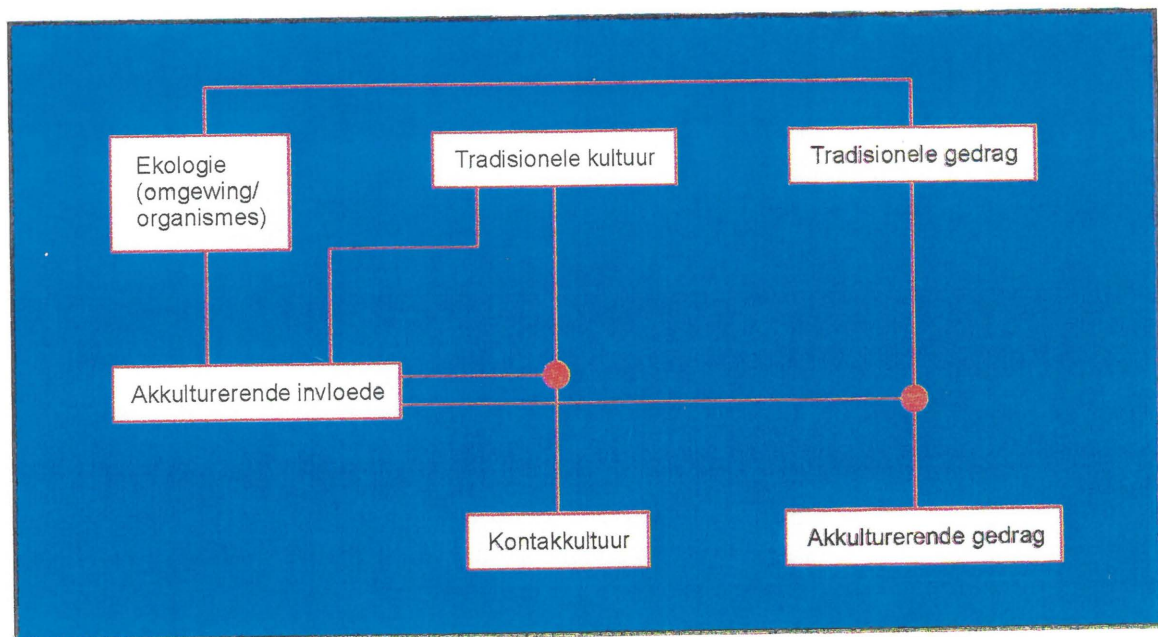 Ekologie
(omgewing/
organismes)
Tradisionele kultuur
Tradisionele gedrag
Akkulturerende invloede
Kontakkultuur
Akkulturerende gedrag